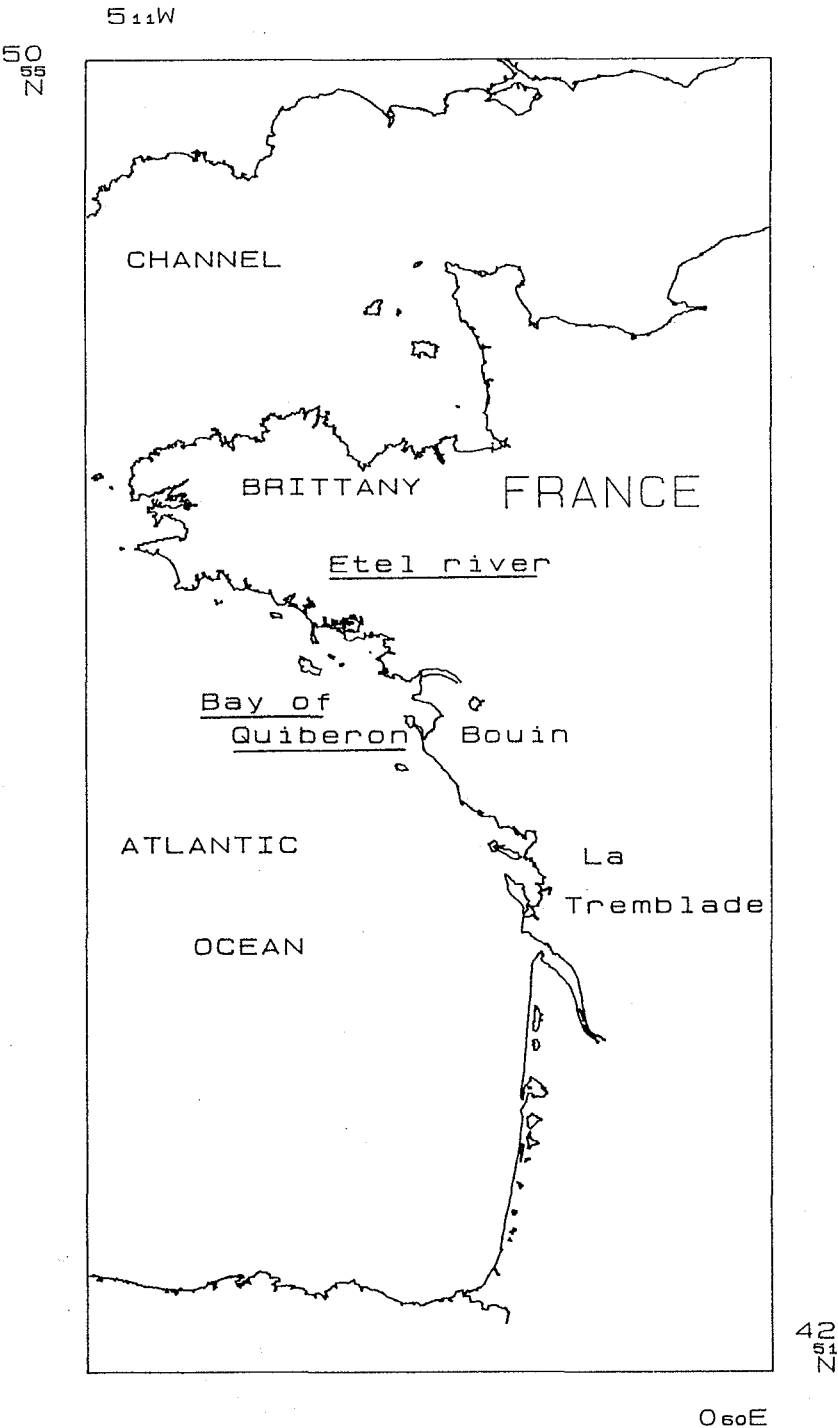 5 11W
50
55
N
CHANNEL
BRITTANY
FRANCE
Etel river
Bay of
Quiberon
Bouin
ATLANTIC
La
Tremblade
OCEAN
42
51
N
0 60E